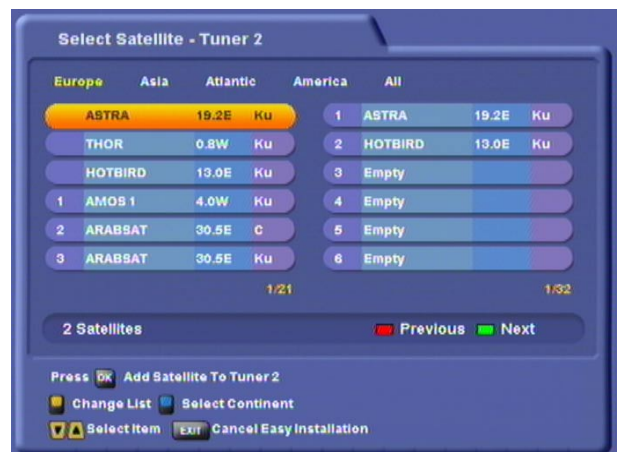 Select Satellite - Tuner 2
Europe Asia Atlantic America All
ASTRA 19.2E Ku
THOR 0.8W Ku
HOTBIRD 13.0E Ku
1 AMOS 1 4.0W Ku
2 ARABSAT 30.5E C
3 ARABSAT 30.5E Ku
1/21
1 ASTRA 19.2E Ku
2 HOTBIRD 13.0E Ku
3 Empty
4 Empty
5 Empty
6 Empty
1/32
2 Satellites Previous Next
Press OK Add Satellite To Tuner 2
Change List Select Continent
Select Item EXIT Cancel Easy Installation